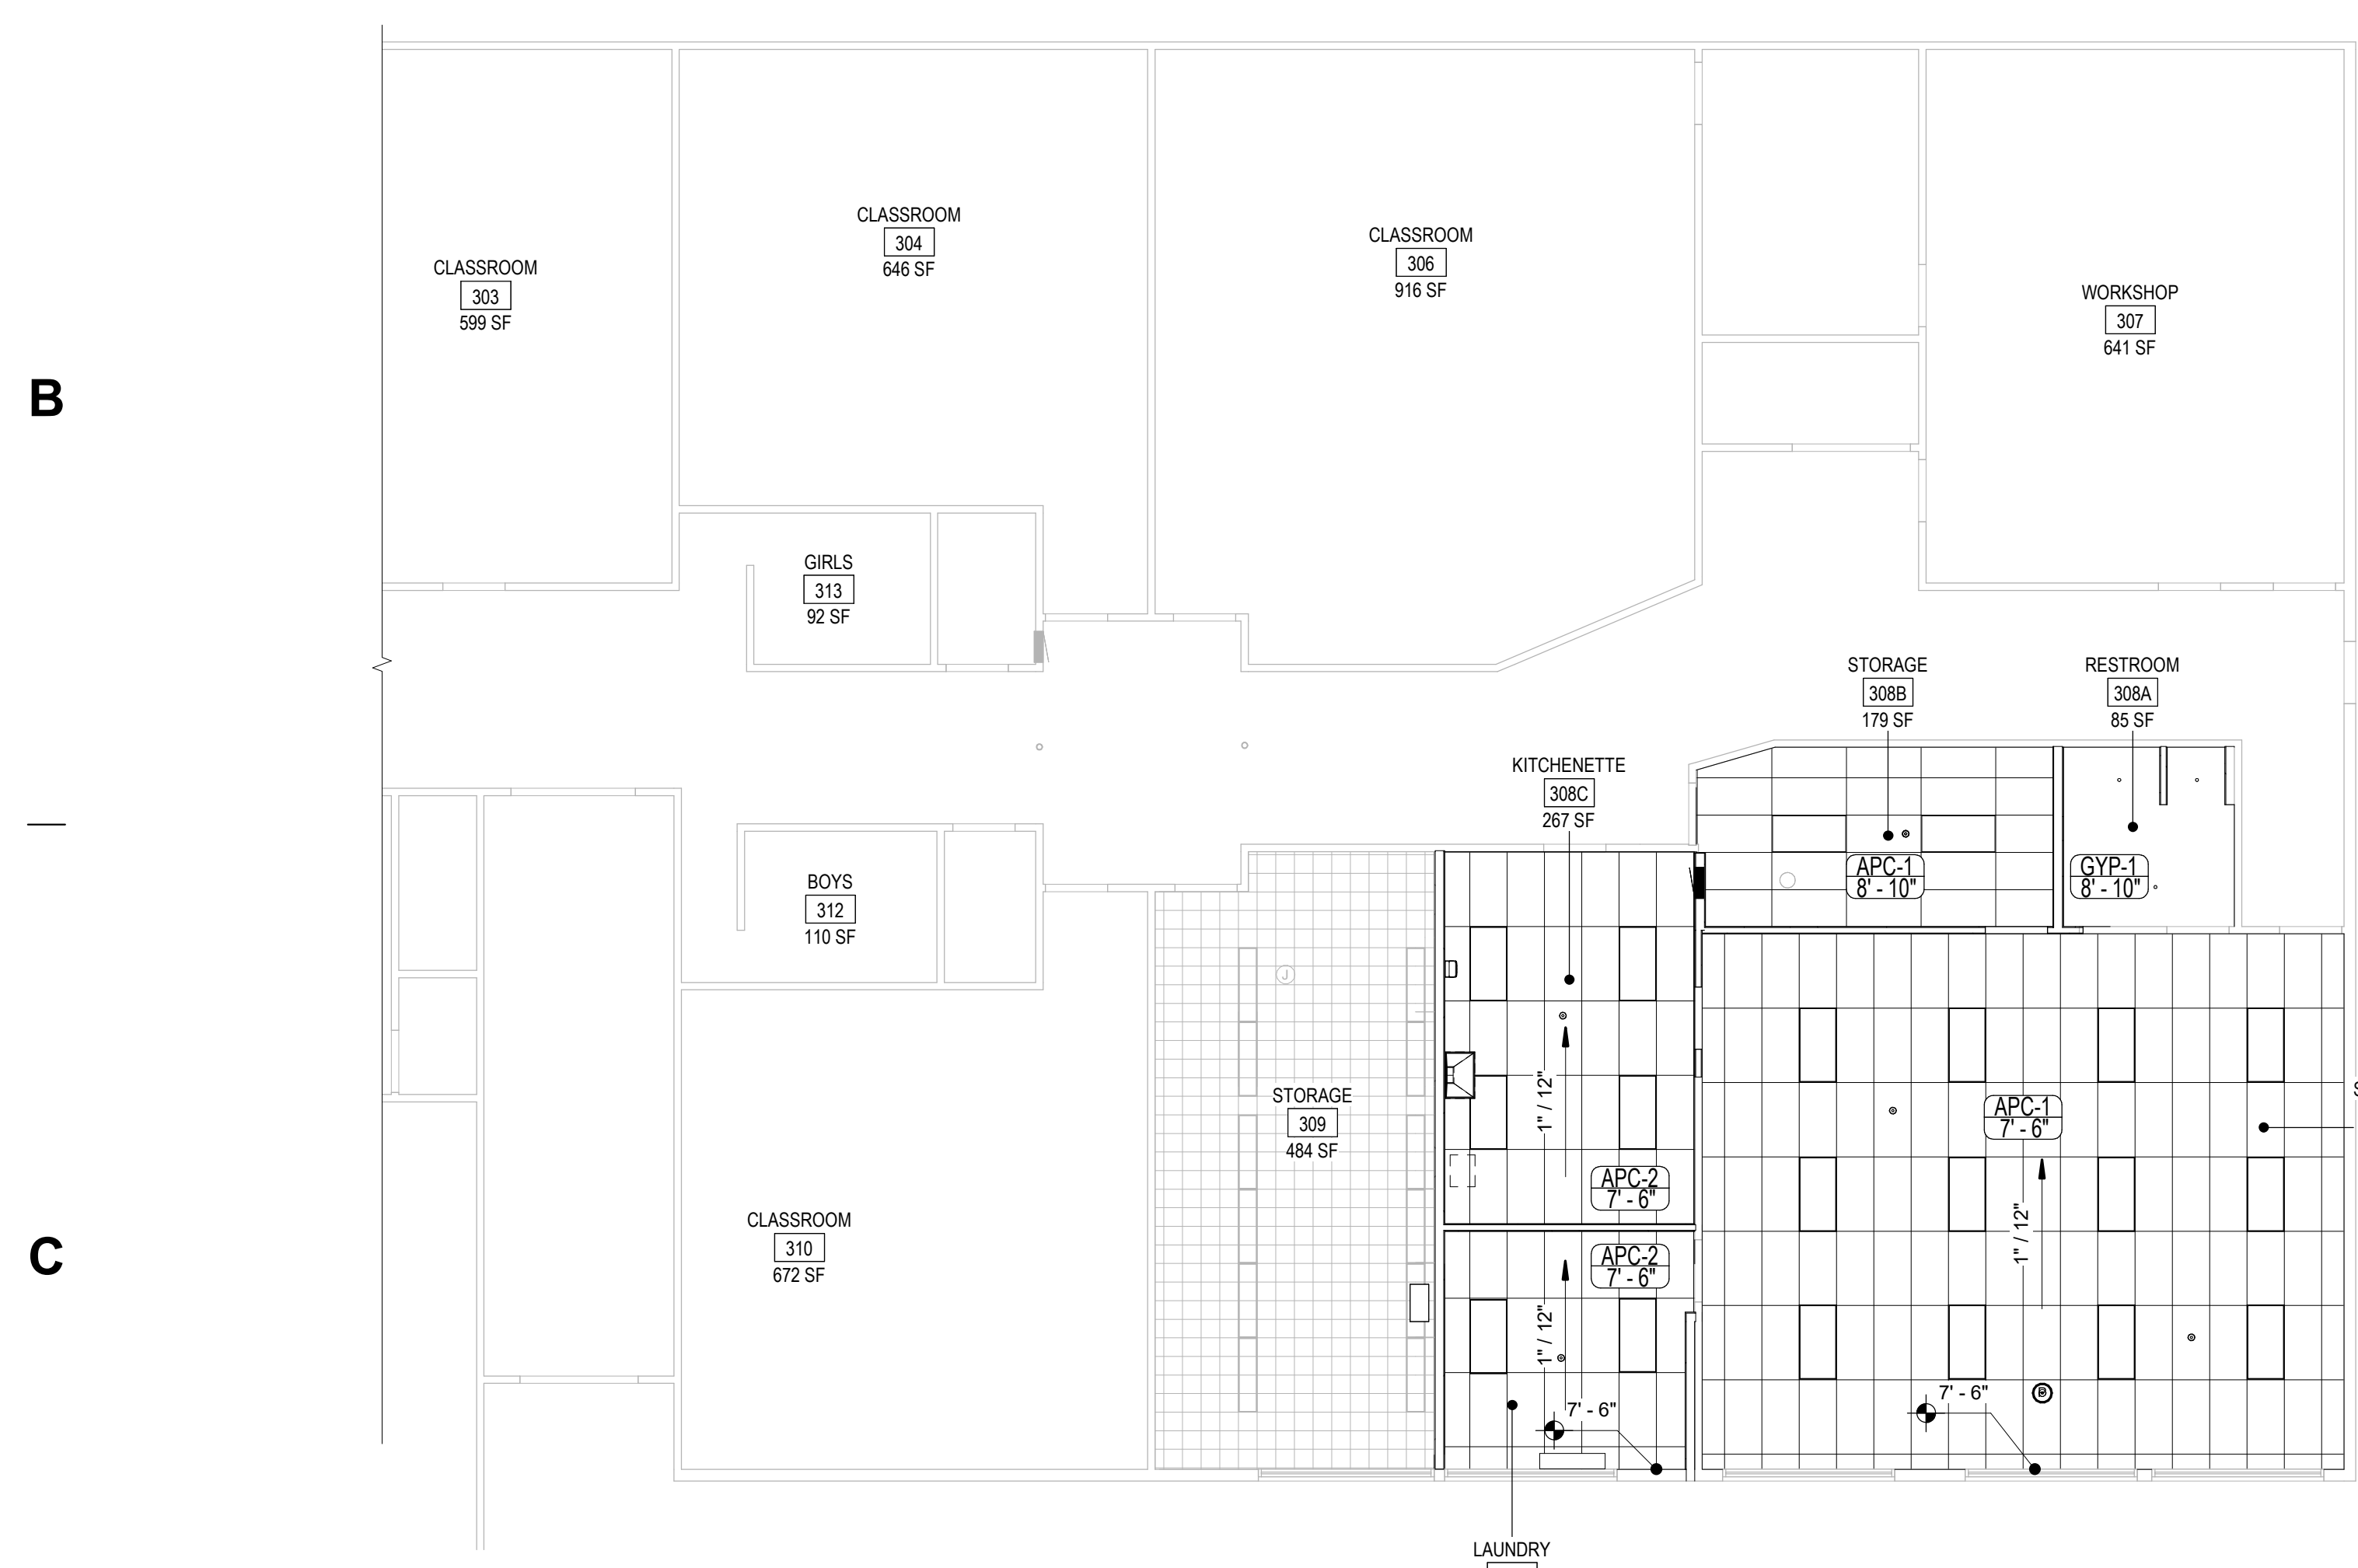 CLASSROOM
304
646 SF
CLASSROOM
306
916 SF
CLASSROOM
303
599 SF
WORKSHOP
307
641 SF
B
GIRLS
313
92 SF
STORAGE
308B
179 SF
RESTROOM
308A
85 SF
KITCHENETTE
308C
267 SF
APC-1
8' - 10"
GYP-1
8' - 10"
BOYS
312
110 SF
J
STORAGE
309
484 SF
1" / 12"
APC-1
7' - 6"
S
APC-2
7' - 6"
CLASSROOM
310
672 SF
C
APC-2
7' - 6"
1" / 12"
1" / 12"
7' - 6"
7' - 6"
LAUNDRY